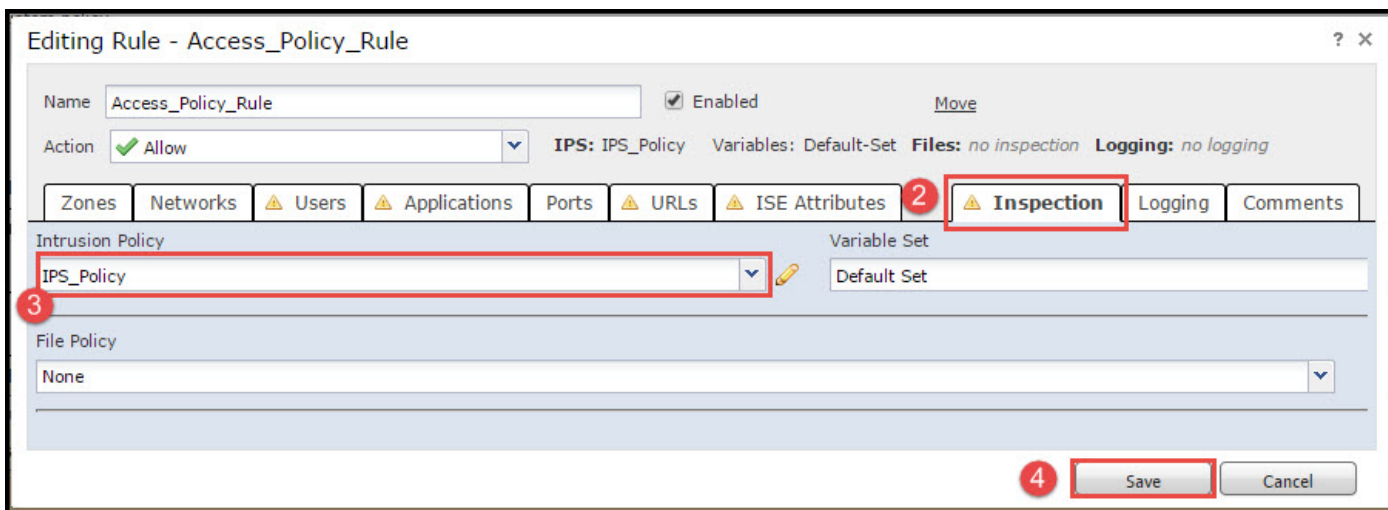 Editing Rule - Access_Policy_Rule ? ×
Name Access_Policy_Rule Enabled Move
Action Allow IPS: IPS_Policy Variables: Default-Set Files: no inspection Logging: no logging
Zones Networks Users Applications Ports URLs ISE Attributes 2 Inspection Logging Comments
Intrusion Policy Variable Set
IPS_Policy Default Set
3
File Policy
None
4 Save Cancel